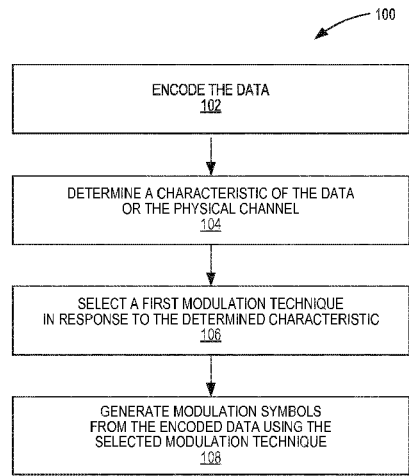 100
ENCODE THE DATA
102
DETERMINE A CHARACTERISTIC OF THE DATA
OR THE PHYSICAL CHANNEL
104
SELECT A FIRST MODULATION TECHNIQUE
IN RESPONSE TO THE DETERMINED CHARACTERISTIC
106
GENERATE MODULATION SYMBOLS
FROM THE ENCODED DATA USING THE
SELECTED MODULATION TECHNIQUE
108